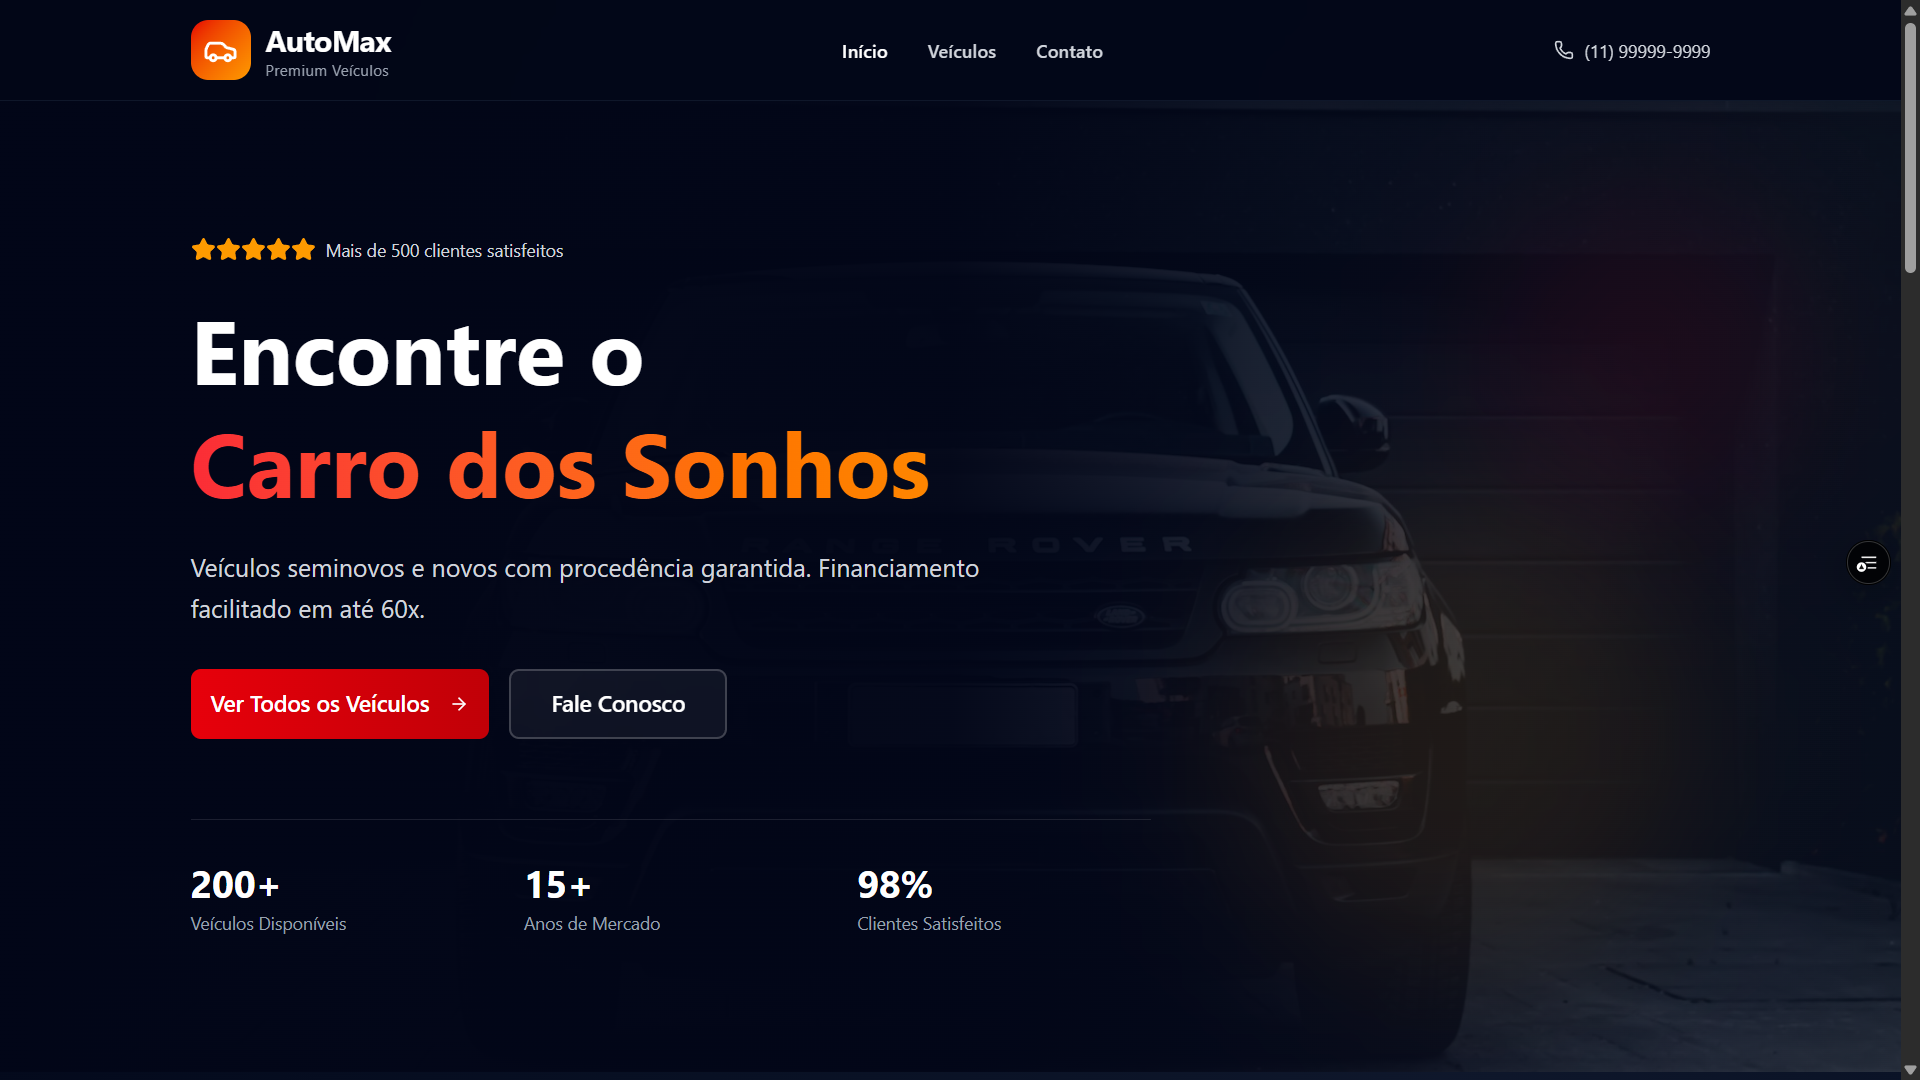 AutoMax
Premium Veículos
Início
Veículos
Contato
(11) 99999-9999
Mais de 500 clientes satisfeitos
Encontre o
Carro dos Sonhos
RANGE ROVER
Veículos seminovos e novos com procedência garantida. Financiamento
facilitado em até 60x.
Ver Todos os Veículos
Fale Conosco
200+
Veículos Disponíveis
15+
Anos de Mercado
98%
Clientes Satisfeitos